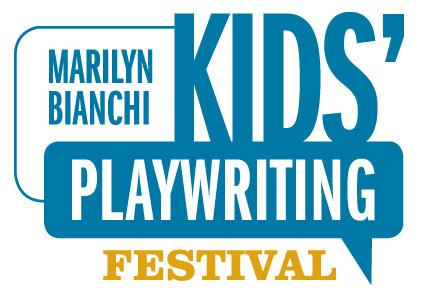 MARILYN
BIANCHI
KIDS’
PLAYWRITING
FESTIVAL